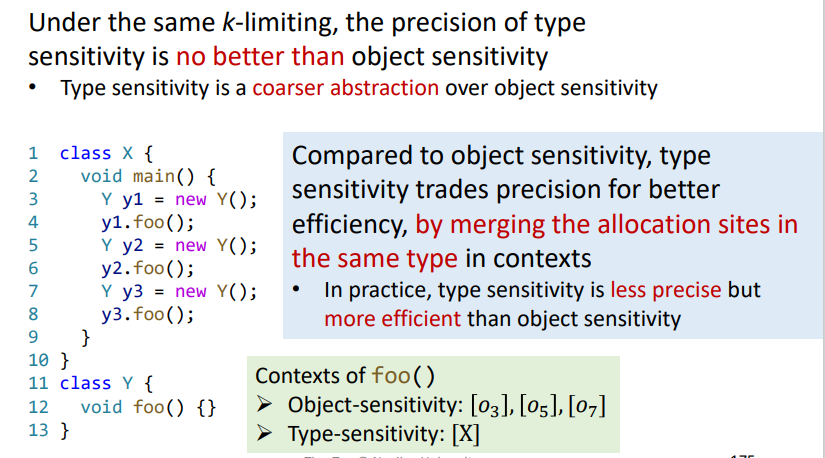 Under the same k-limiting, the precision of type
sensitivity is no better than object sensitivity
• Type sensitivity is a coarser abstraction over object sensitivity
1 class X {
2 void main() {
3 Y y1 = new Y();
4 y1.foo();
5 Y y2 = new Y();
6 y2.foo();
7 Y y3 = new Y();
8 y3.foo();
9 }
10 }
11 class Y {
12 void foo() {}
13 }
Compared to object sensitivity, type
sensitivity trades precision for better
efficiency, by merging the allocation sites in
the same type in contexts
• In practice, type sensitivity is less precise but
more efficient than object sensitivity
Contexts of foo()
➢ Object-sensitivity: [o₃], [o₅], [o₇]
➢ Type-sensitivity: [X]